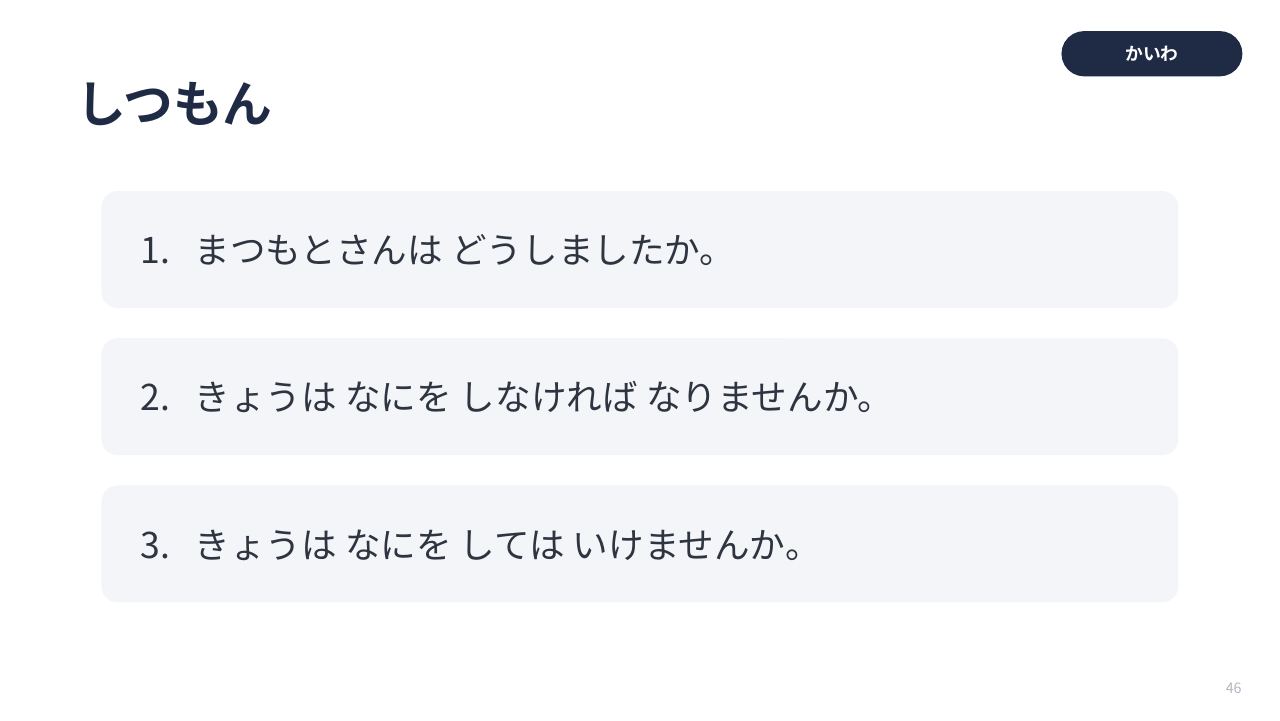 かいわ
しつもん
1. まつもとさんは どうしましたか。
2. きょうは なにを しなければ なりませんか。
3. きょうは なにを しては いけませんか。
46